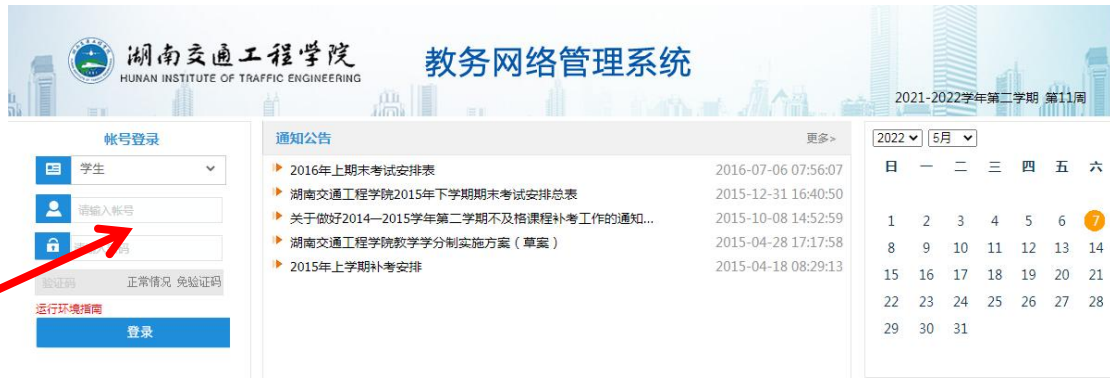 湖南交通工程学院
HUNAN INSTITUTE OF TRAFFIC ENGINEERING
教务网络管理系统
2021-2022学年第二学期 第11周
帐号登录
学生
请输入帐号
码
验证码 正常情况 免验证码
运行环境指南
登录
通知公告 更多>
2016年上期末考试安排表 2016-07-06 07:56:07
湖南交通工程学院2015年下学期期末考试安排总表 2015-12-31 16:40:50
关于做好2014—2015学年第二学期不及格课程补考工作的通知... 2015-10-08 14:52:59
湖南交通工程学院教学学分制实施方案(草案) 2015-04-28 17:17:58
2015年上学期补考安排 2015-04-18 08:29:13
2022 5月
日 一 二 三 四 五 六
1 2 3 4 5 6 7
8 9 10 11 12 13 14
15 16 17 18 19 20 21
22 23 24 25 26 27 28
29 30 31